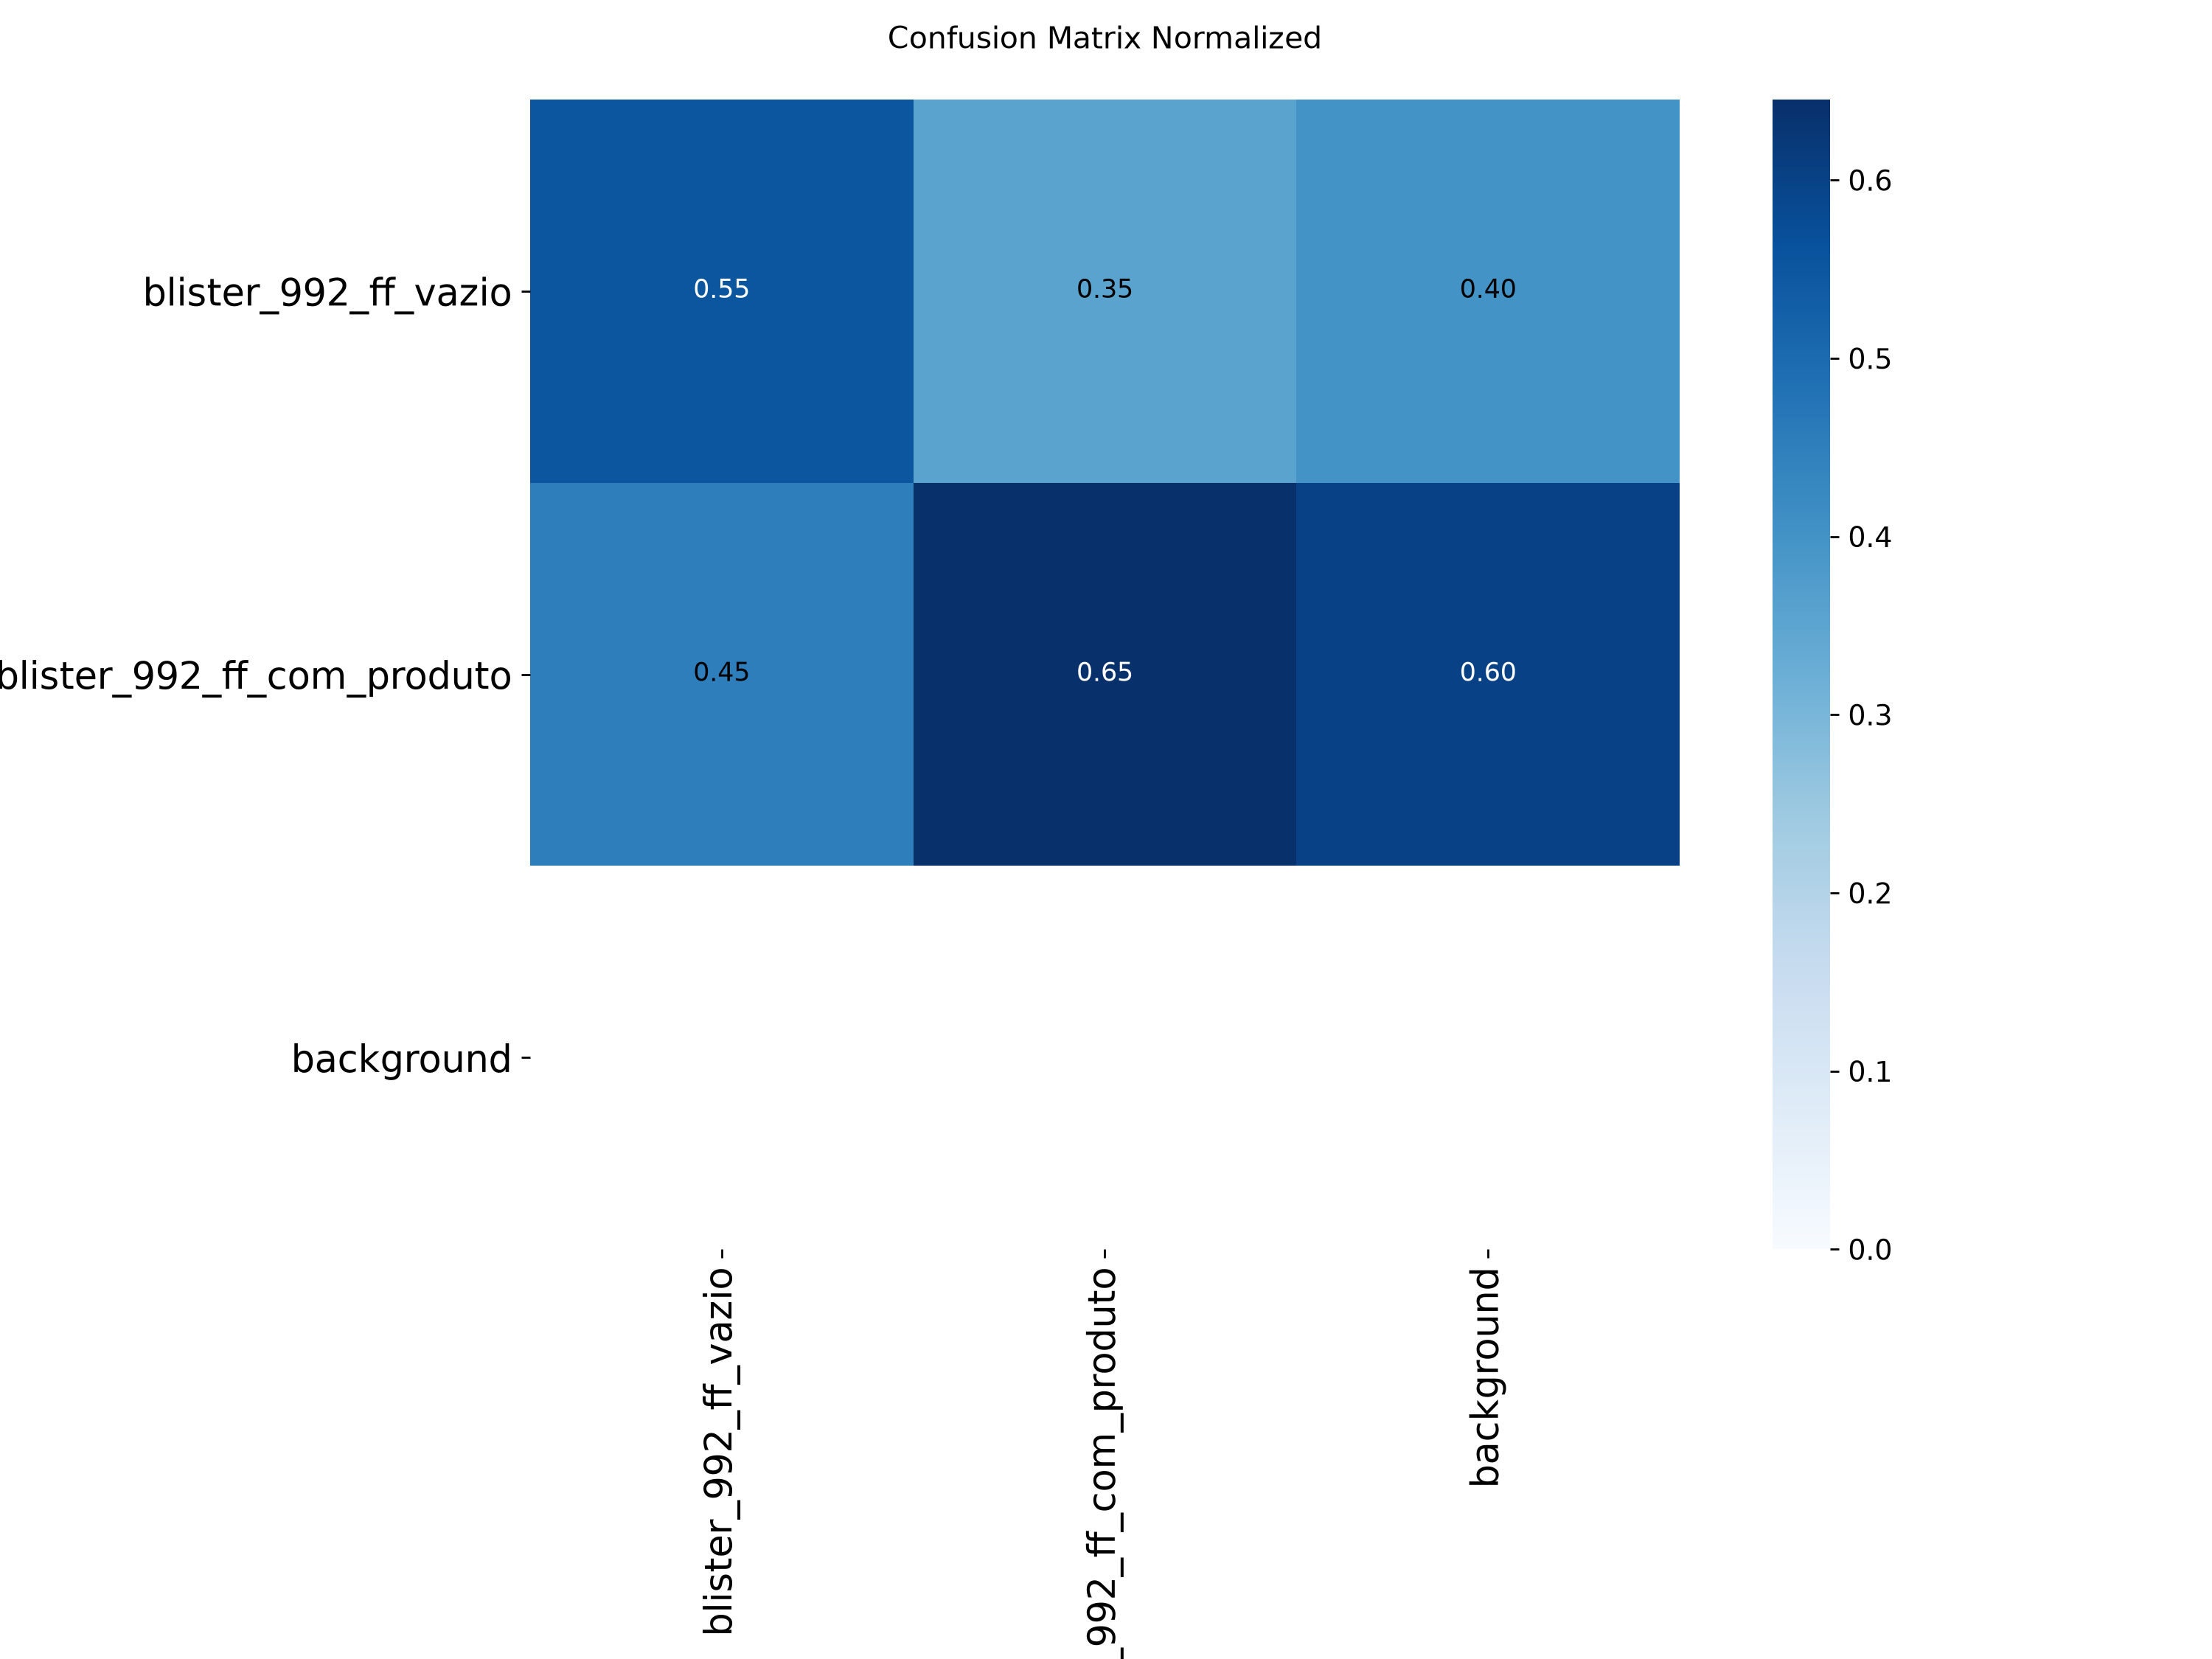 Confusion Matrix Normalized
blister_992_ff_vazio
0.55
0.35
0.40
blister_992_ff_com_produto
0.45
0.65
0.60
background
0.6
0.5
0.4
0.3
0.2
0.1
0.0
blister_992_ff_vazio
_992_ff_com_produto
background